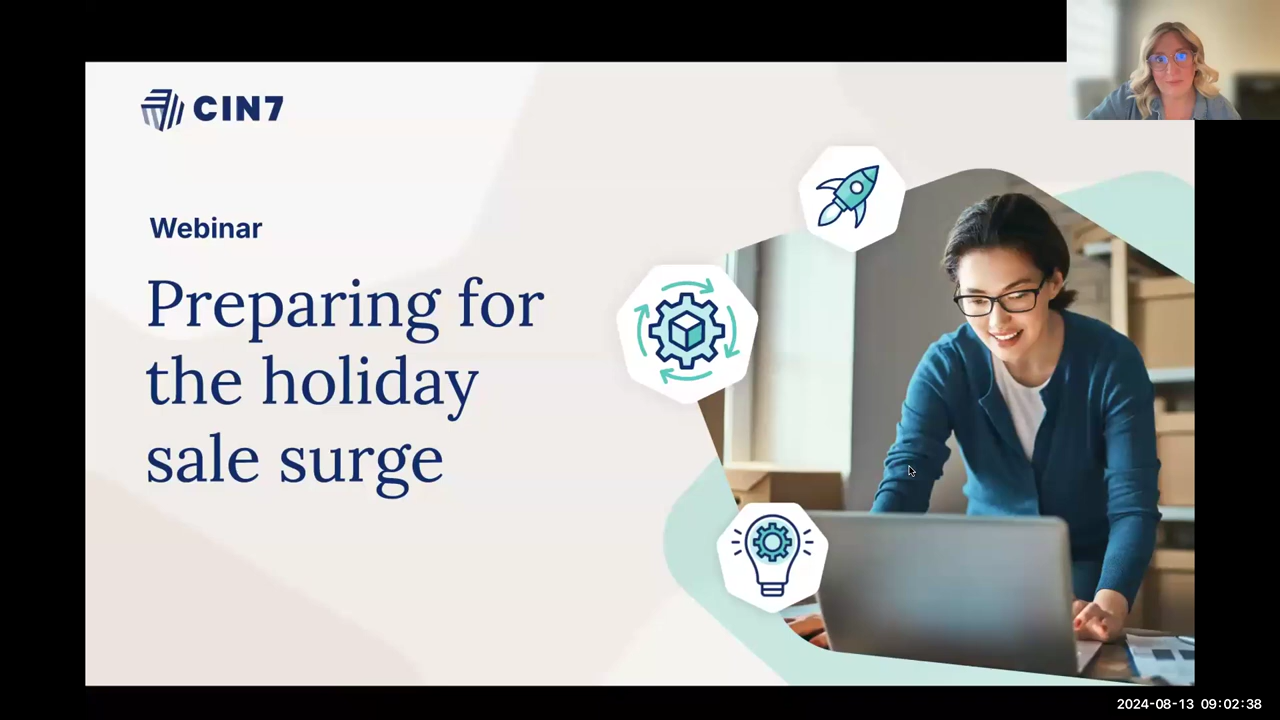 CIN7
Webinar
Preparing for
the holiday
sale surge
2024-08-13 09:02:38